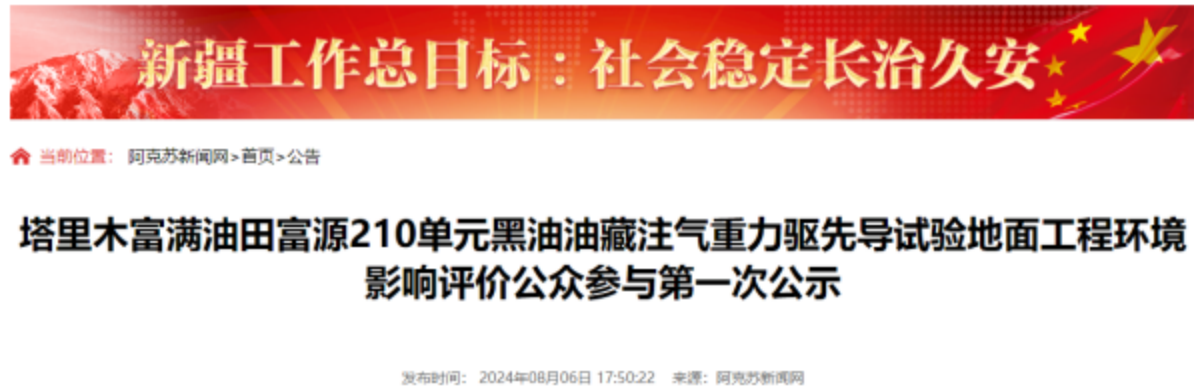 新疆工作总目标：社会稳定长治久安
当前位置： 阿克苏新闻网>首页>公告
塔里木富满油田富源210单元黑油油藏注气重力驱先导试验地面工程环境
影响评价公众参与第一次公示
发布时间： 2024年08月06日 17:50:22 来源：阿克苏新闻网